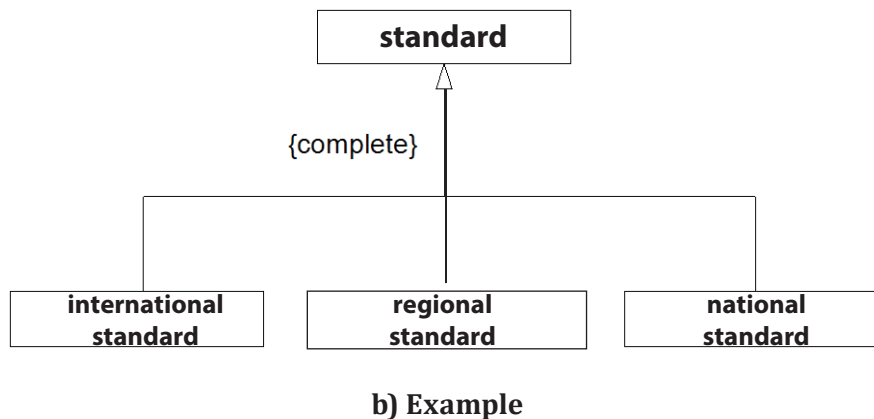 standard
{complete}
international
standard
regional
standard
national
standard
b) Example